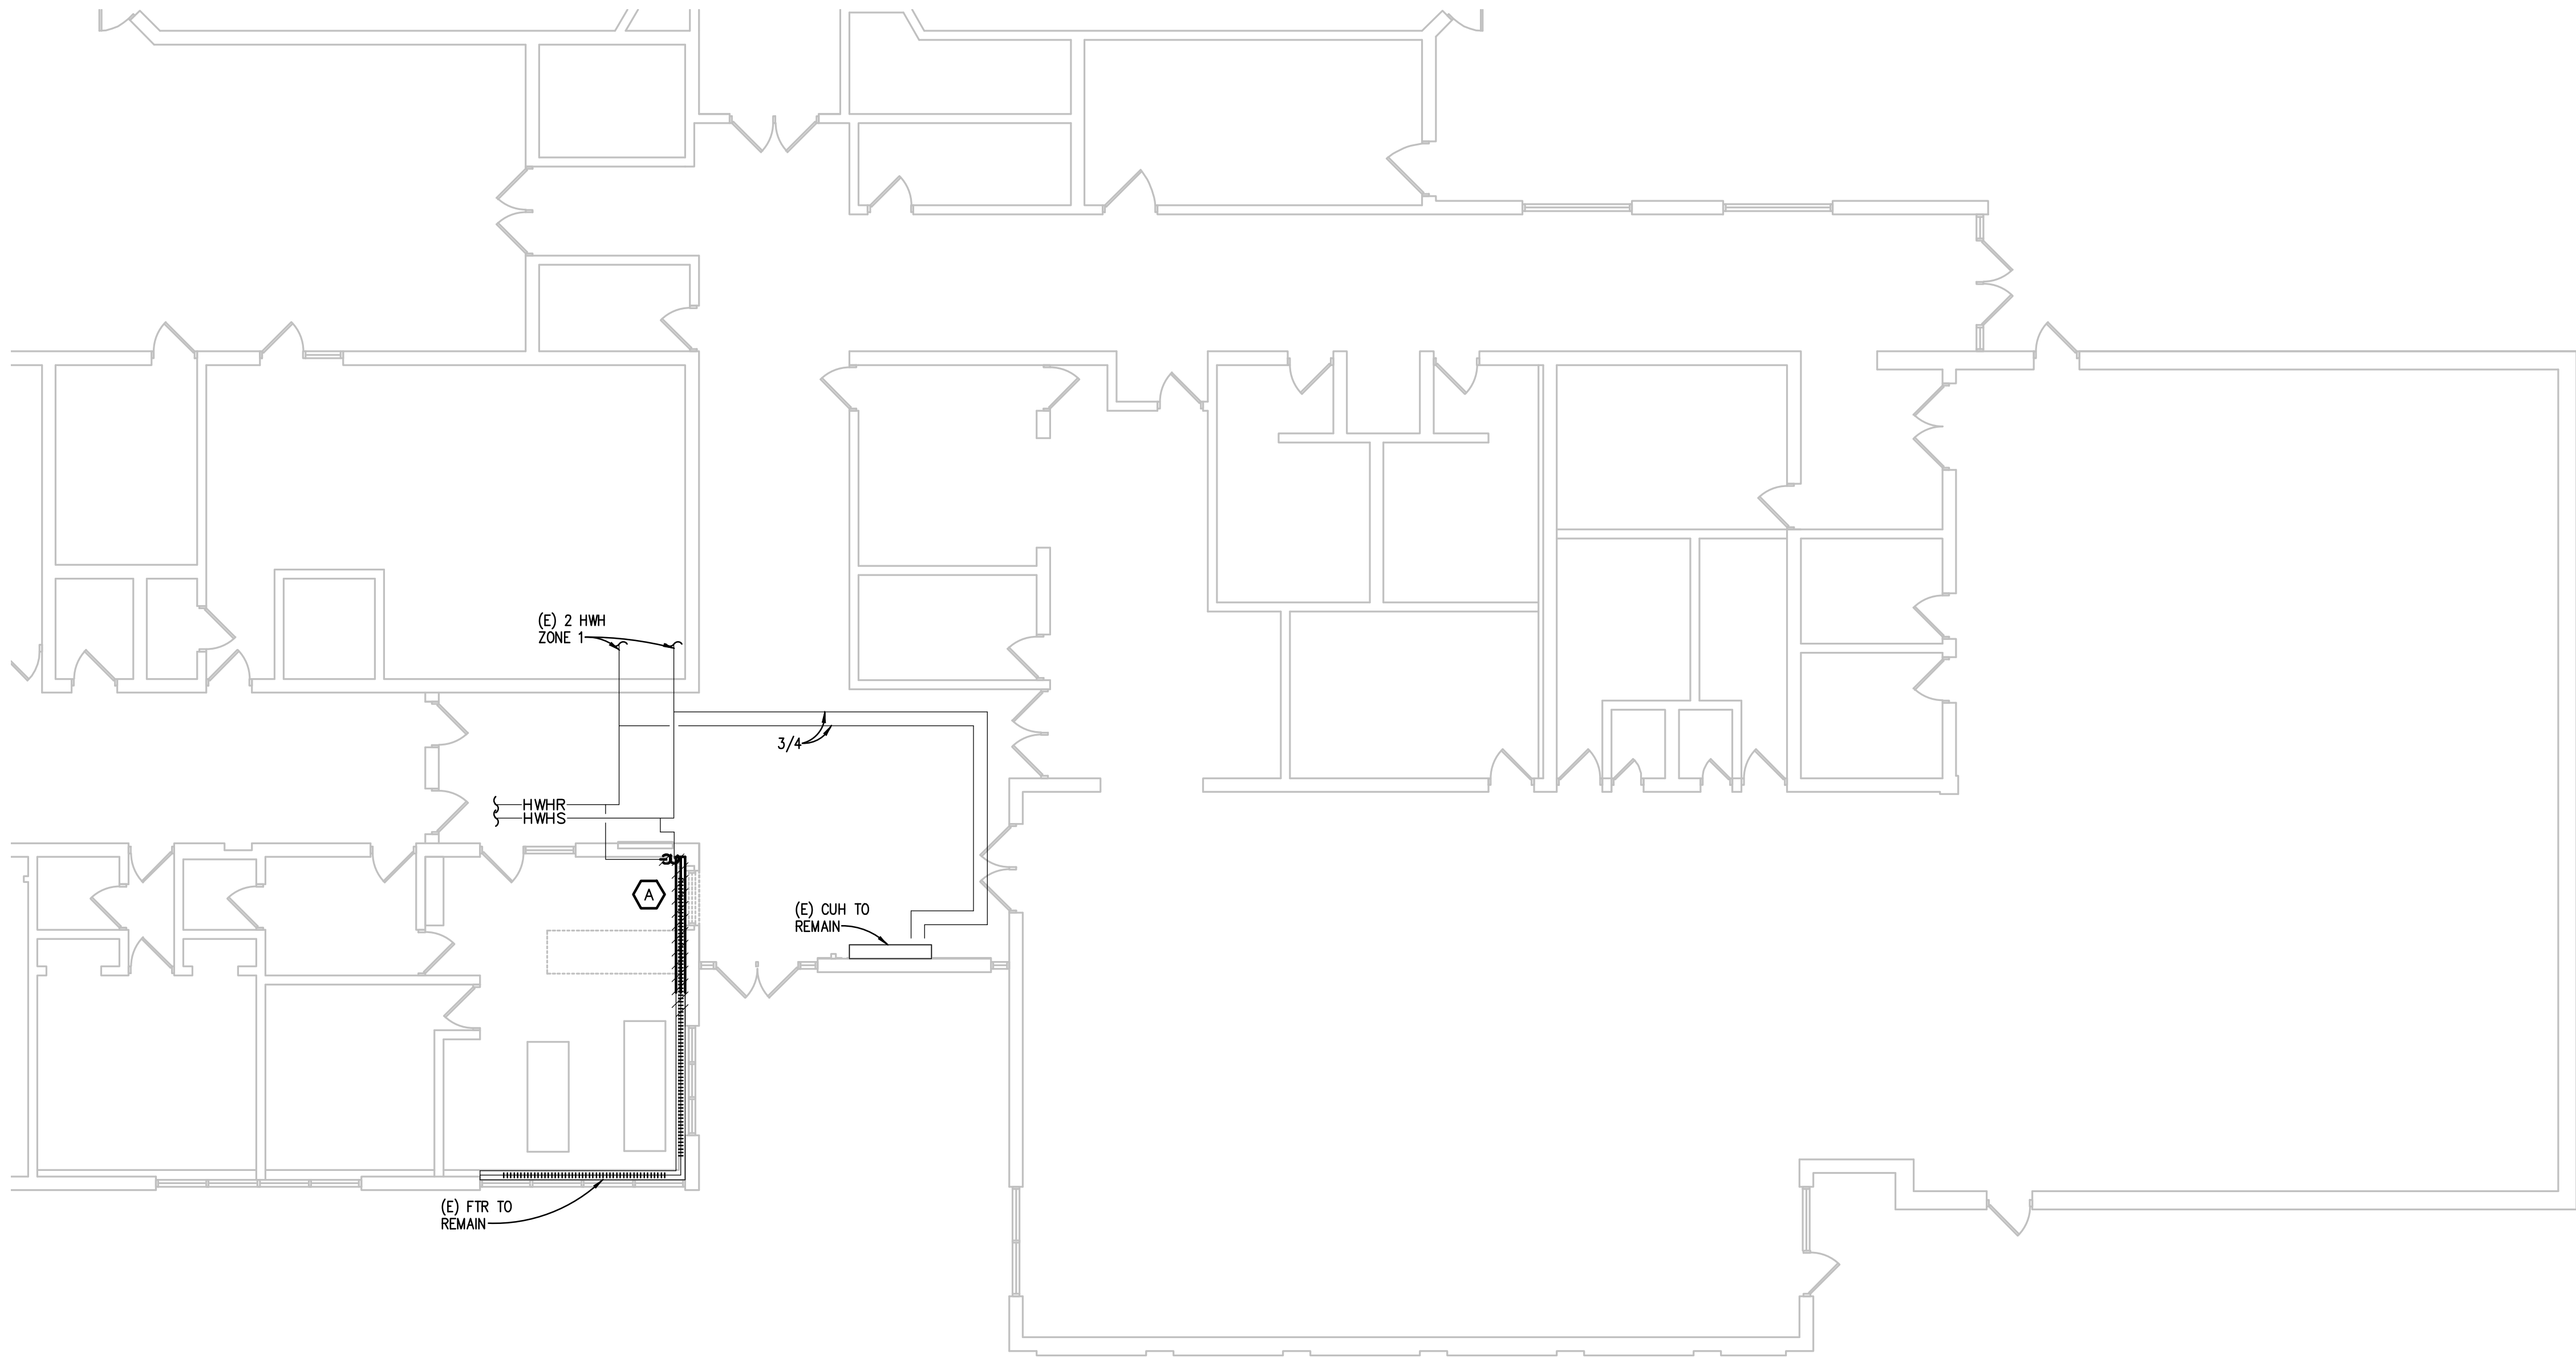 (E) 2 HWH
ZONE 1
3/4
HWHR
HWHS
A
(E) CUH TO
REMAIN
(E) FTR TO
REMAIN